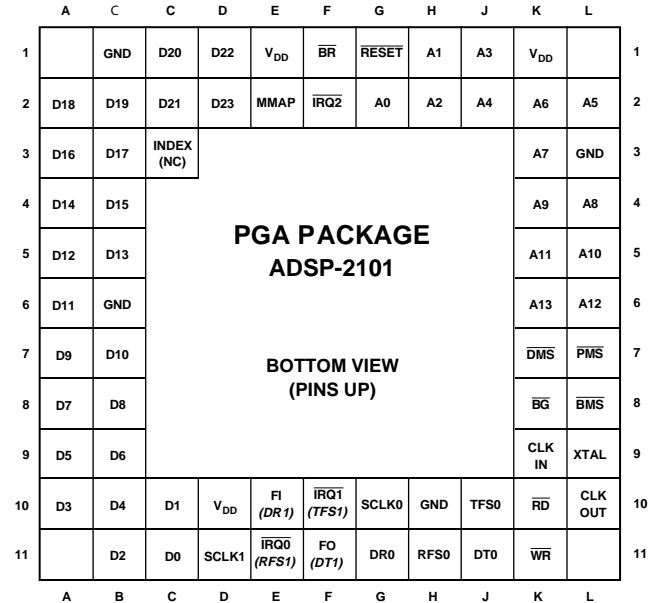 A C C D E F G H J K L
1 GND D20 D22 VDD BR RESET A1 A3 VDD 1
2 D18 D19 D21 D23 MMAP IRQ2 A0 A2 A4 A6 A5 2
3 D16 D17 INDEX (NC) A7 GND 3
4 D14 D15 A9 A8 4
PGA PACKAGE
5 D12 D13 A11 A10 5
ADSP-2101
6 D11 GND A13 A12 6
7 D9 D10 DMS PMS 7
BOTTOM VIEW
(PINS UP)
8 D7 D8 BG BMS 8
9 D5 D6 CLK IN XTAL 9
10 D3 D4 D1 VDD FI (DR1) IRQ1 (TFS1) SCLK0 GND TFS0 RD CLK OUT 10
11 D2 D0 SCLK1 IRQ0 (RFS1) FO (DT1) DR0 RFS0 DT0 WR 11
A B C D E F G H J K L